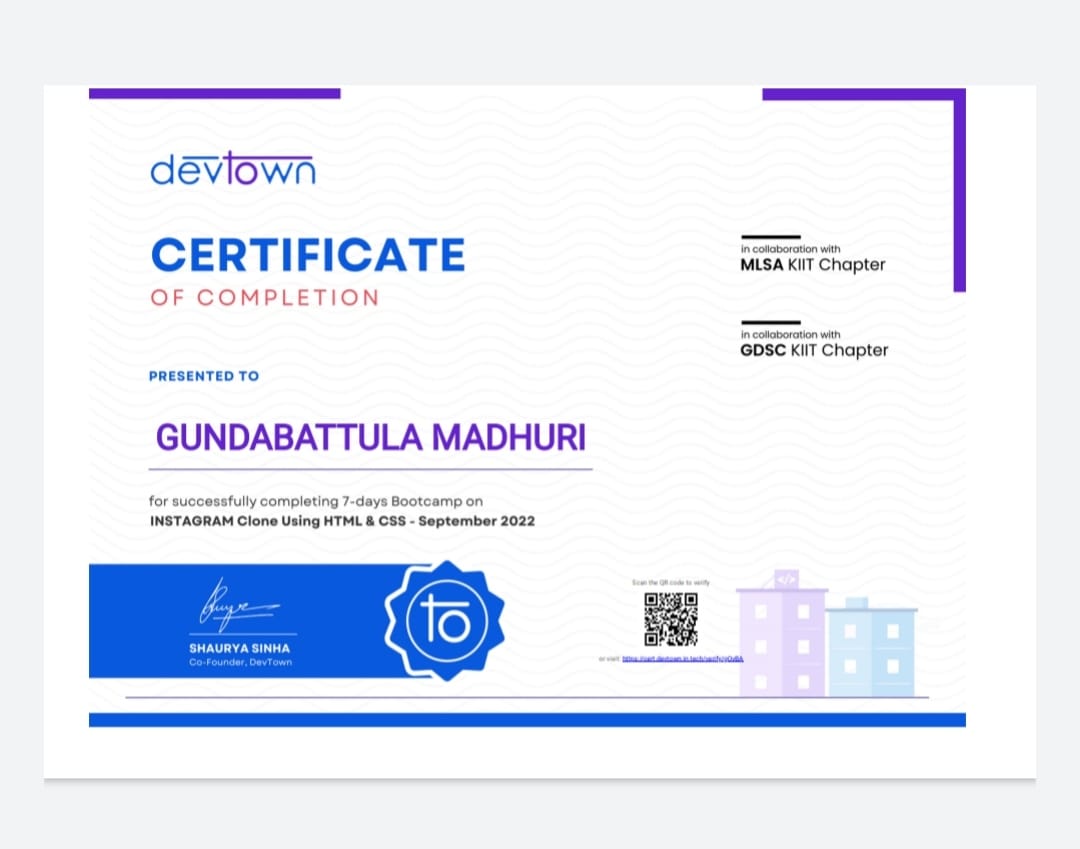 devtown
CERTIFICATE
OF COMPLETION
in collaboration with
MLSA KIIT Chapter
in collaboration with
GDSC KIIT Chapter
PRESENTED TO
GUNDABATTULA MADHURI
for successfully completing 7-days Bootcamp on
INSTAGRAM Clone Using HTML & CSS - September 2022
SHAURYA SINHA
Co-Founder, DevTown
to
Scan the QR code to verify
or visit
</>